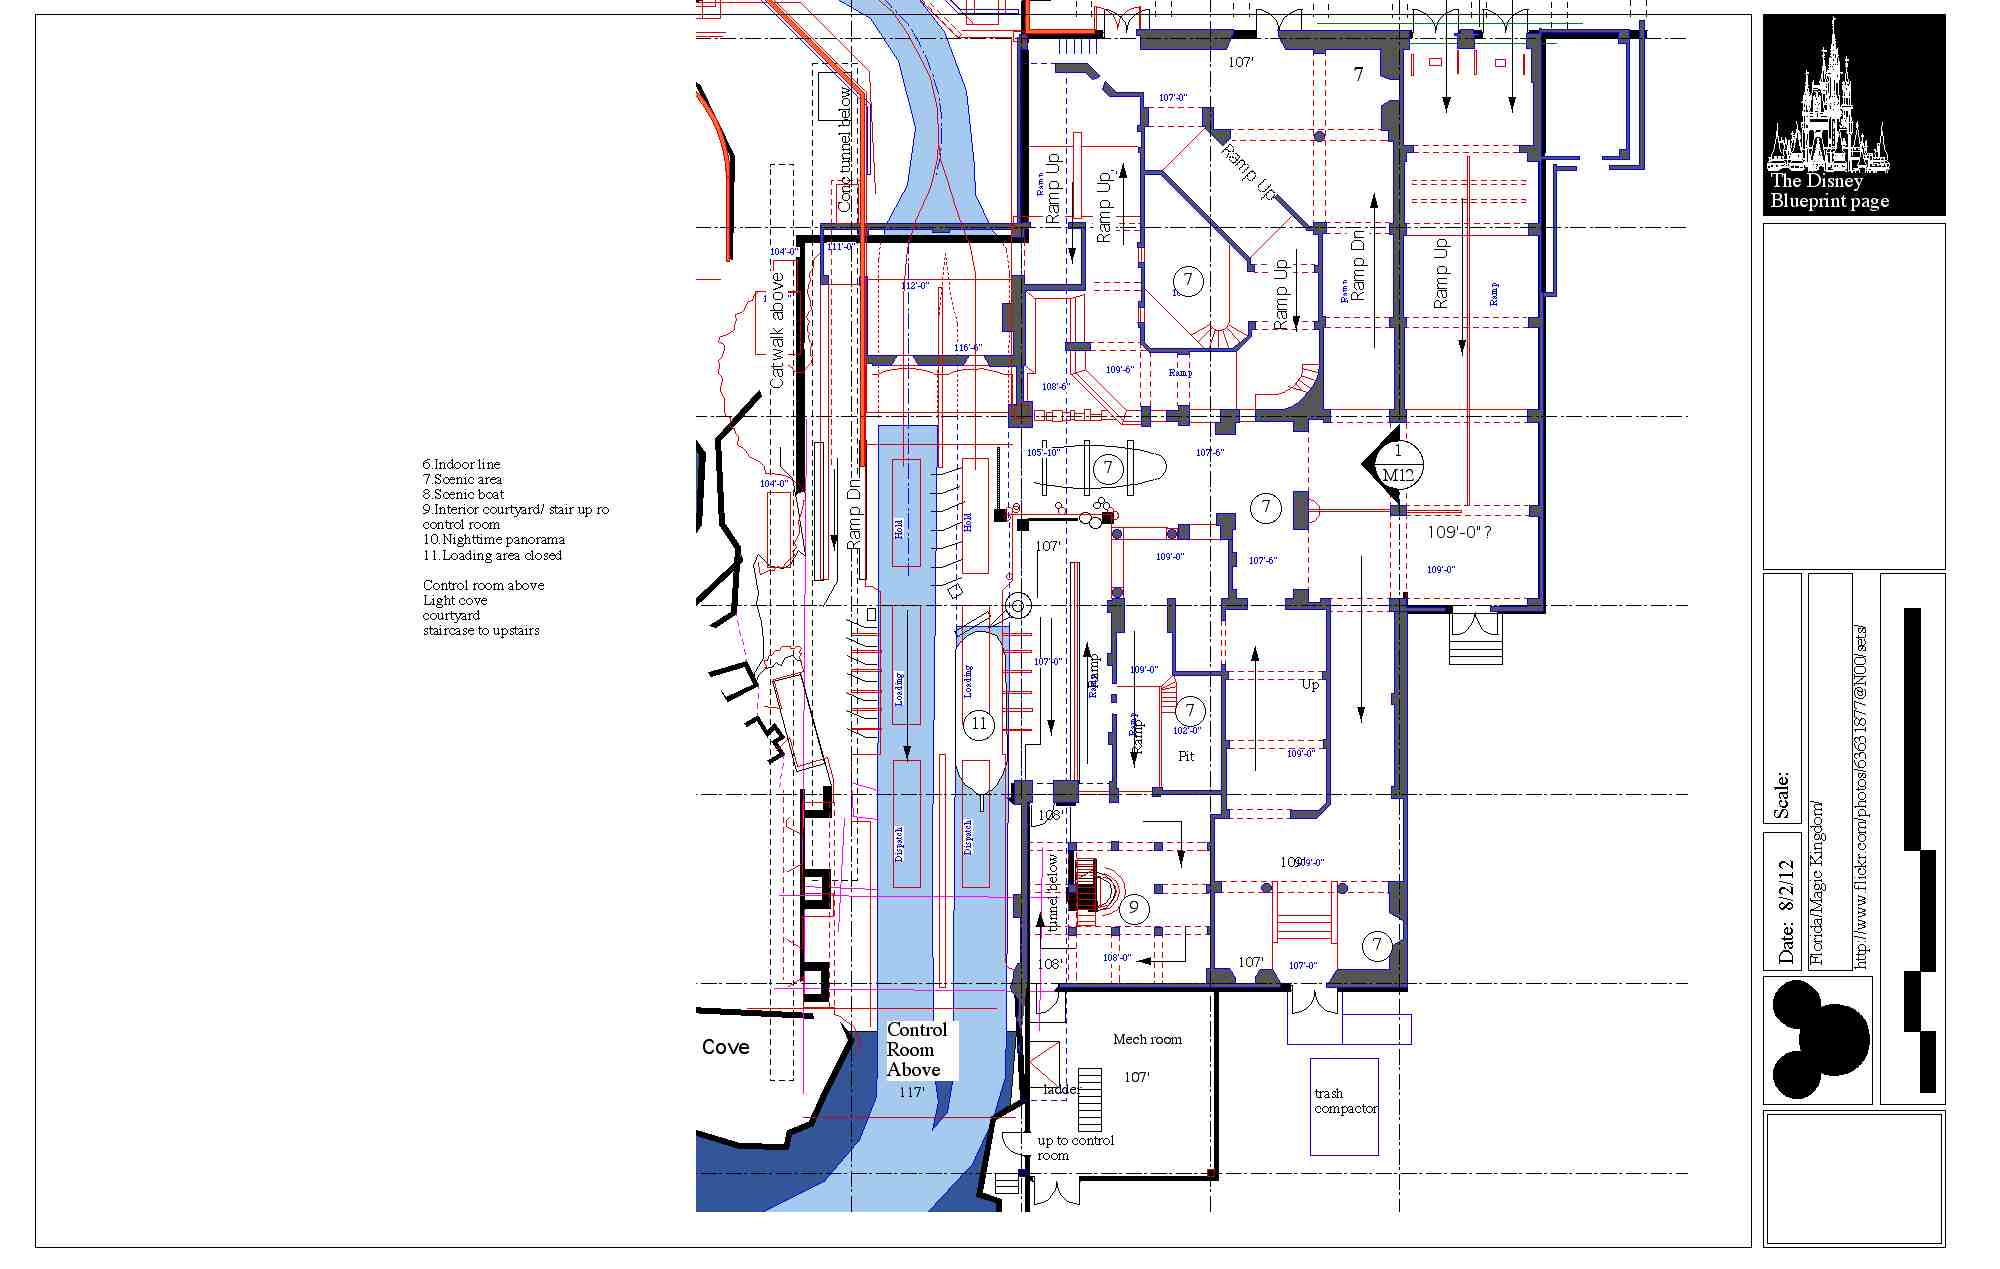 6.Indoor line
7.Scenic area
8.Scenic boat
9.Interior courtyard/ stair up ro
control room
10.Nighttime panorama
11.Loading area closed
Control room above
Light cove
courtyard
staircase to upstairs
Conc tunnel below
Catwalk above
104'-0"
111'-0"
112'-0"
116'-6"
104'-0"
Ramp Dn
Hold
Hold
Loading
Loading
11
Dispatch
Dispatch
Cove
Control
Room
Above
117'
107'
7
107'-0"
Ramp
Ramp Up
Ramp Up
Ramp Up
7
Ramp Up
Ramp
Ramp Dn
Ramp Up
Ramp
108'-6"
109'-6"
Ramp
105'-10"
7
107'-6"
7
1
M12
109'-0"?
109'-0"
107'
109'-0"
107'-6"
107'-0"
Ramp
Ramp
109'-0"
Ramp
Ramp
7
102'-0"
Pit
Up
109'-0"
108'
tunnel below
9
108'
108'-0"
109'-0"
107'
107'-0"
7
Mech room
107'
ladder
up to control
room
trash
compactor
The Disney
Blueprint page
Scale:
Date: 8/2/12
Florida/Magic Kingdom/
http://www.flickr.com/photos/63631877@N00/sets/